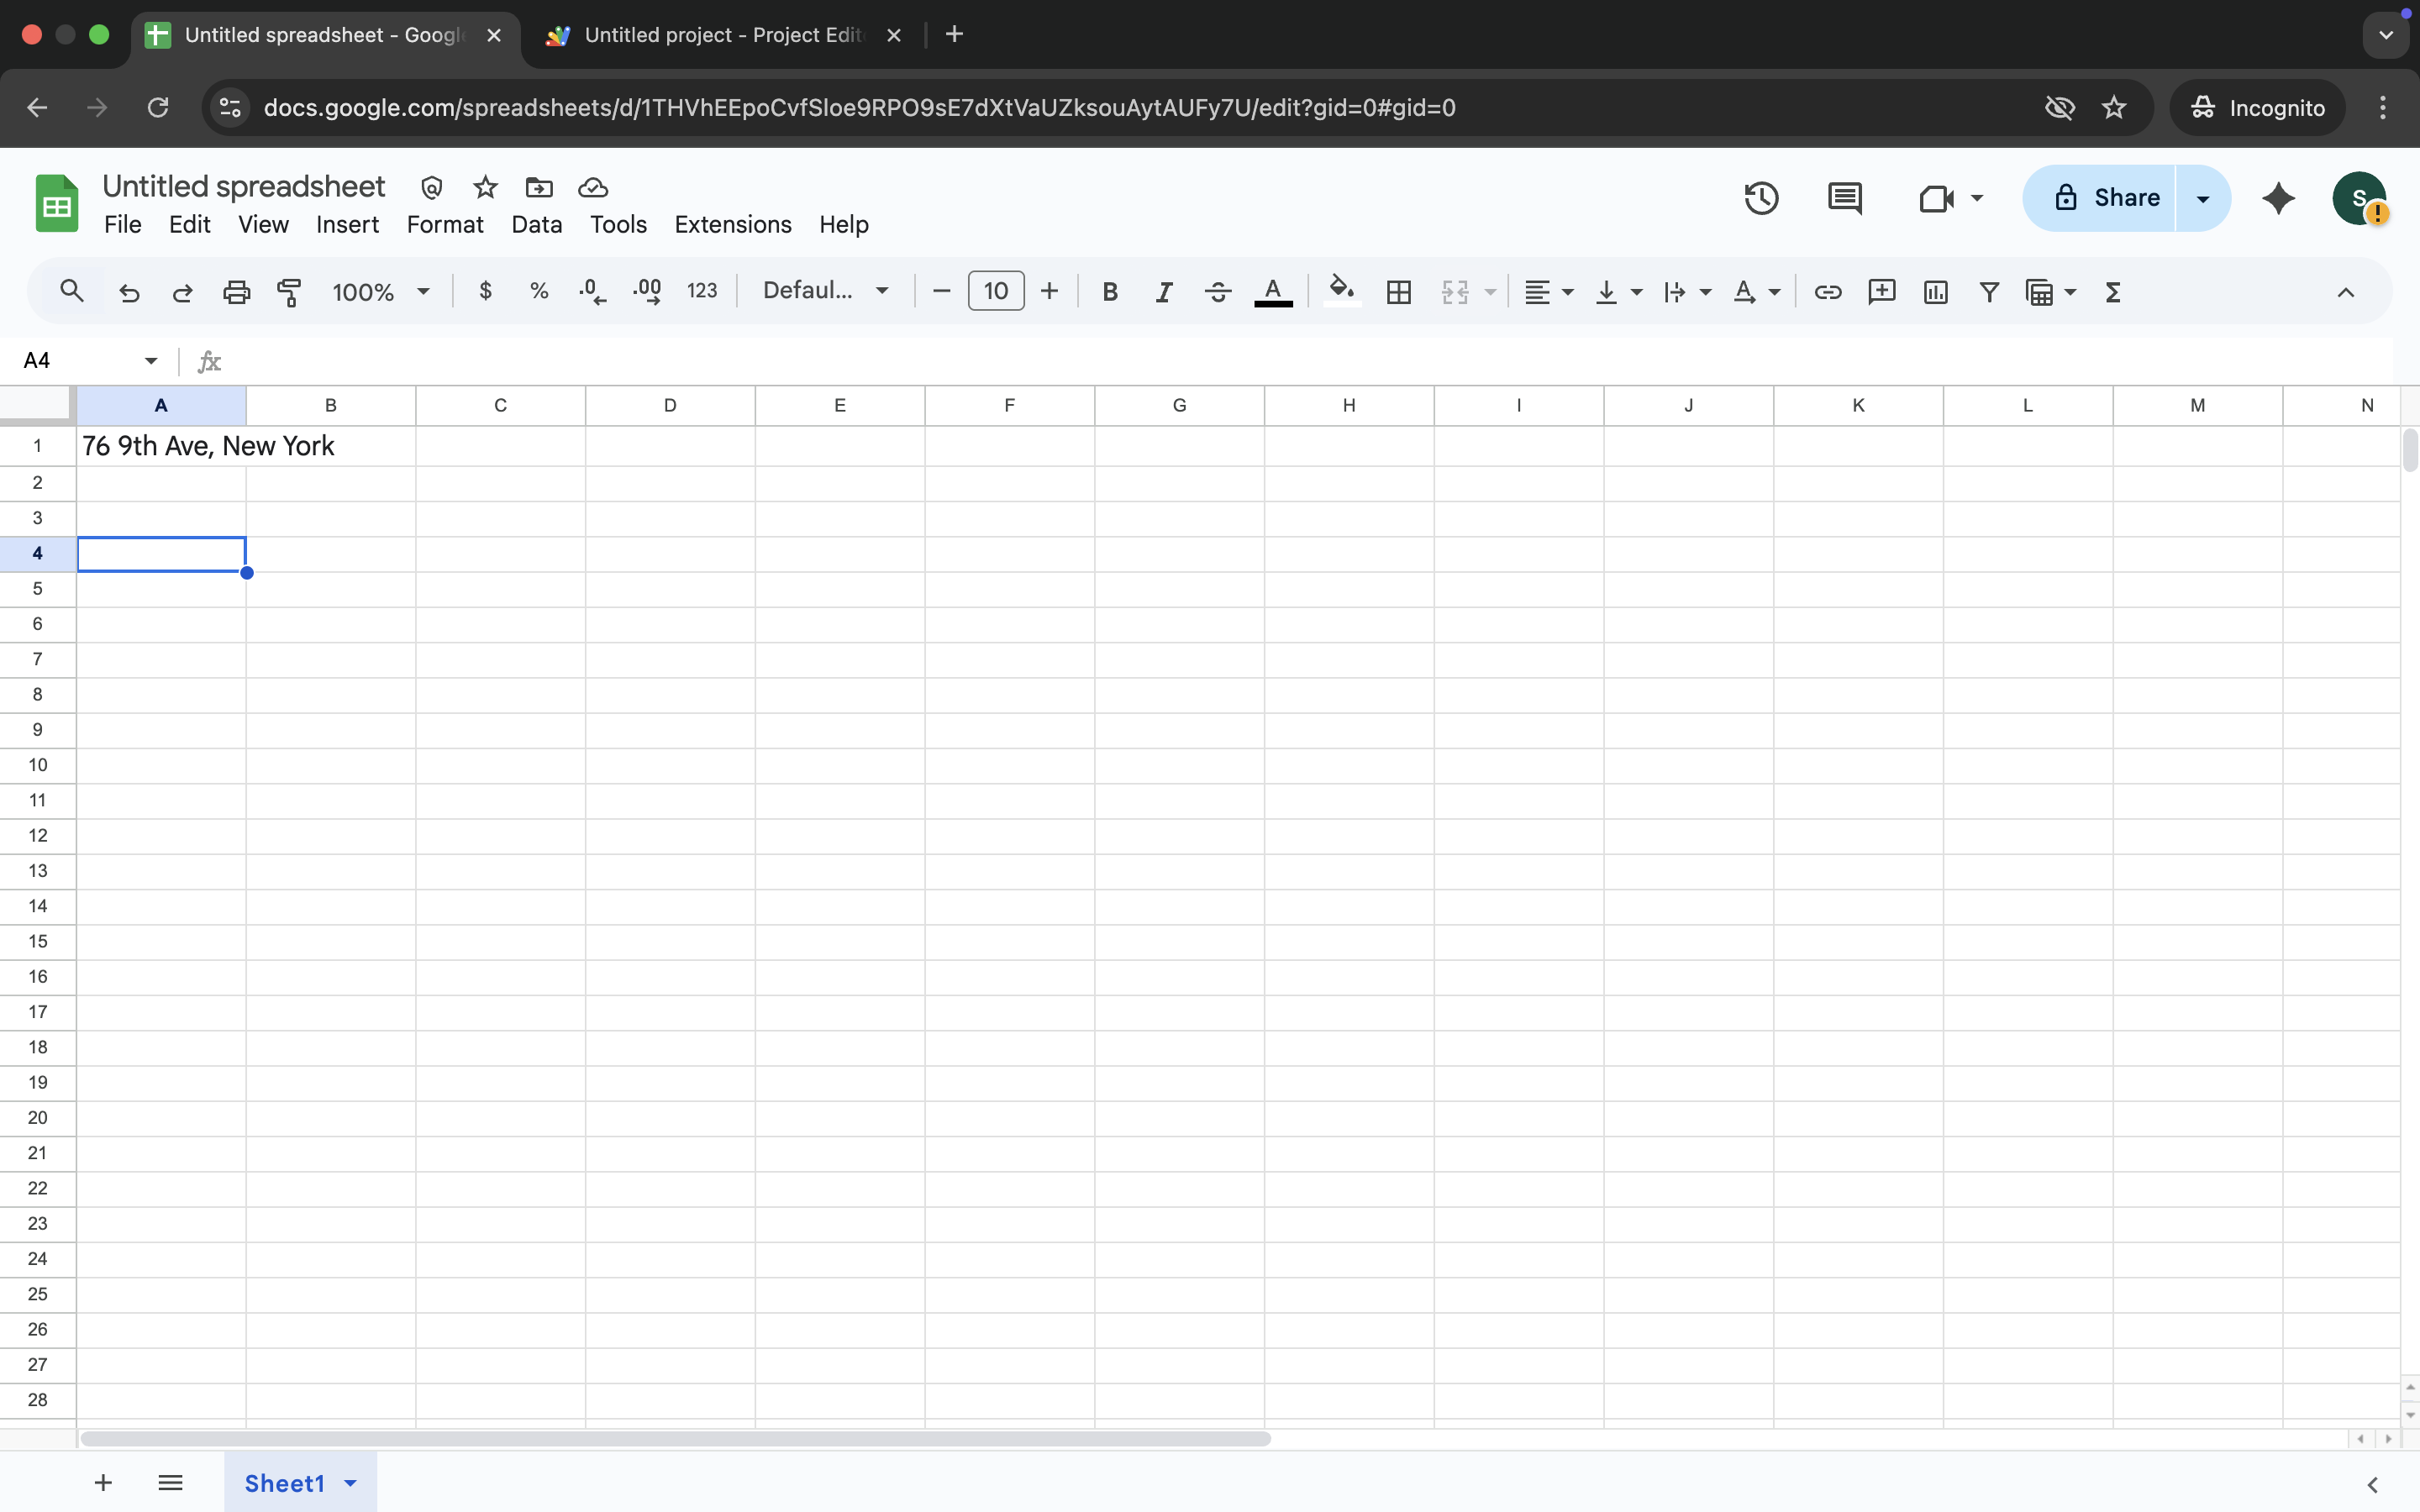 Untitled spreadsheet - Googl
Untitled project - Project Edit
docs.google.com/spreadsheets/d/1THVhEEpoCvfSloe9RPO9sE7dXtVaUZksouAytAUFy7U/edit?gid=0#gid=0
Incognito
Untitled spreadsheet
File Edit View Insert Format Data Tools Extensions Help
Share
S
100% $ % .0 .00 123 Defaul... 10 B I S A
A4 fx
A B C D E F G H I J K L M N
1 76 9th Ave, New York
2
3
4
5
6
7
8
9
10
11
12
13
14
15
16
17
18
19
20
21
22
23
24
25
26
27
28
Sheet1